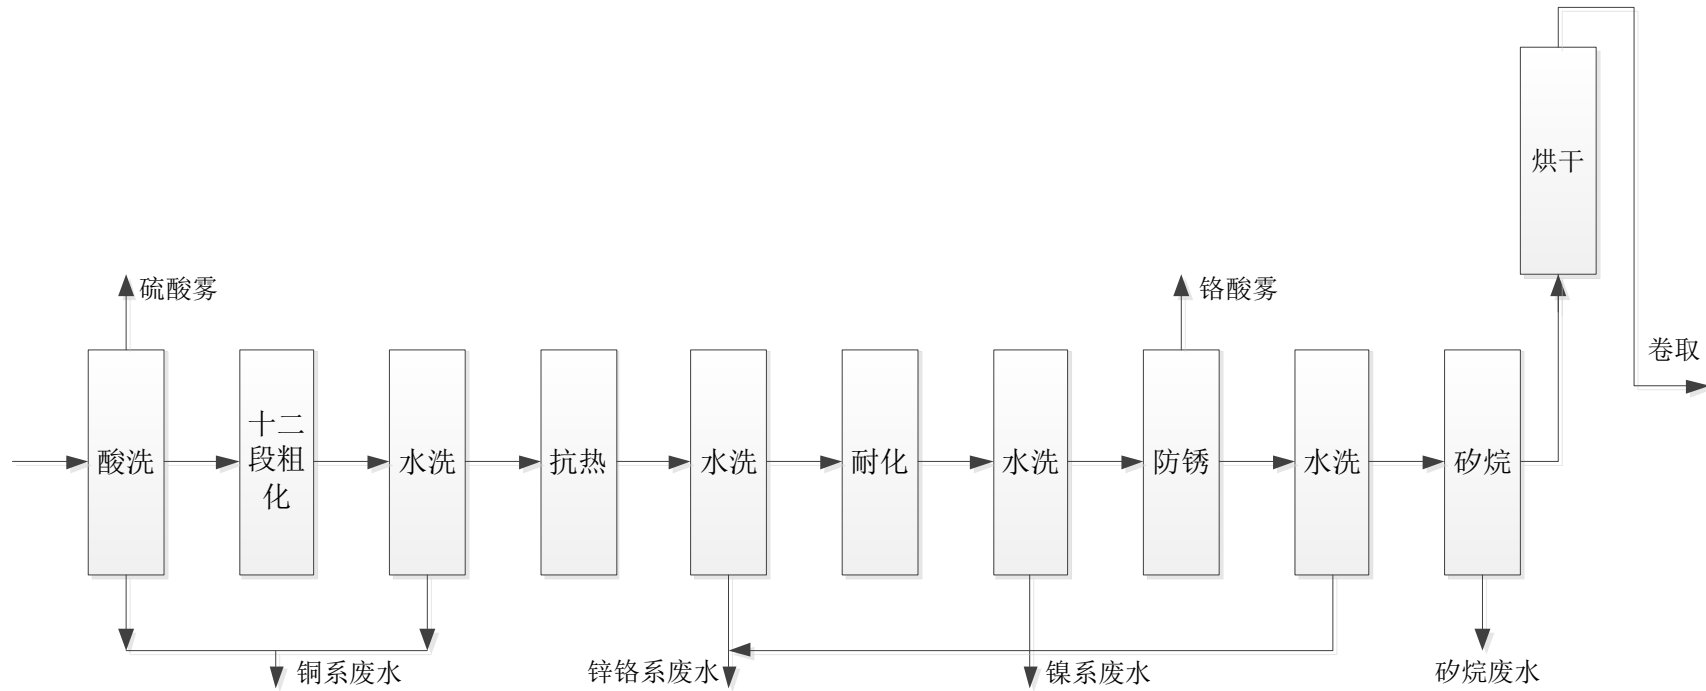 烘干
硫酸雾
铬酸雾
卷取
酸洗
十二
段粗
化
水洗
抗热
水洗
耐化
水洗
防锈
水洗
矽烷
铜系废水
锌铬系废水
镍系废水
矽烷废水